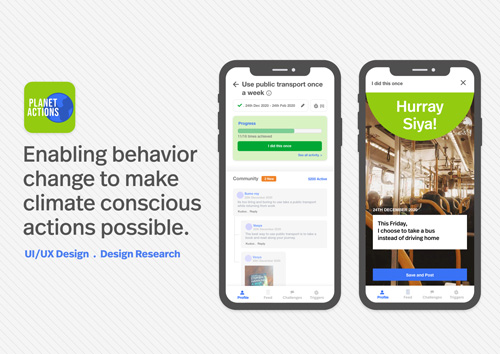 PLANET
ACTIONS
Enabling behavior
change to make
climate conscious
actions possible.
UI/UX Design . Design Research
Use public transport once
a week
24th Dec 2020 - 24th Feb 2020
Progress
I did this once
See all activity >
Community
Profile
Feed
Challenges
Triggers
I did this once
Hurray
Siya!
24TH DECEMBER 2020
This Friday,
I choose to take a bus
instead of driving home
Save and Post
Profile
Feed
Challenges
Triggers